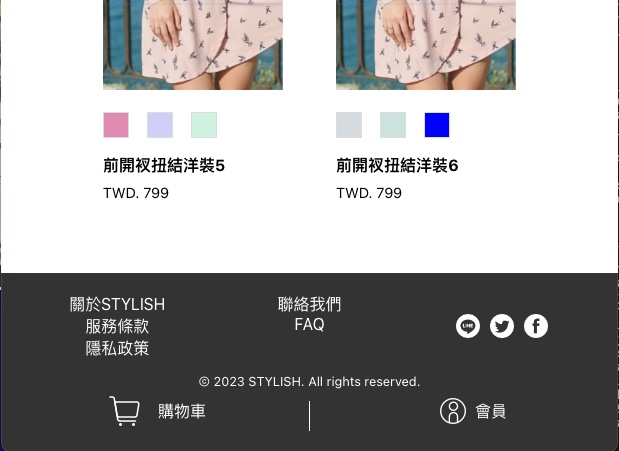 前開衩扭結洋裝5
TWD. 799
前開衩扭結洋裝6
TWD. 799
關於STYLISH
服務條款
隱私政策
聯絡我們
FAQ
LINE
© 2023 STYLISH. All rights reserved.
購物車
會員